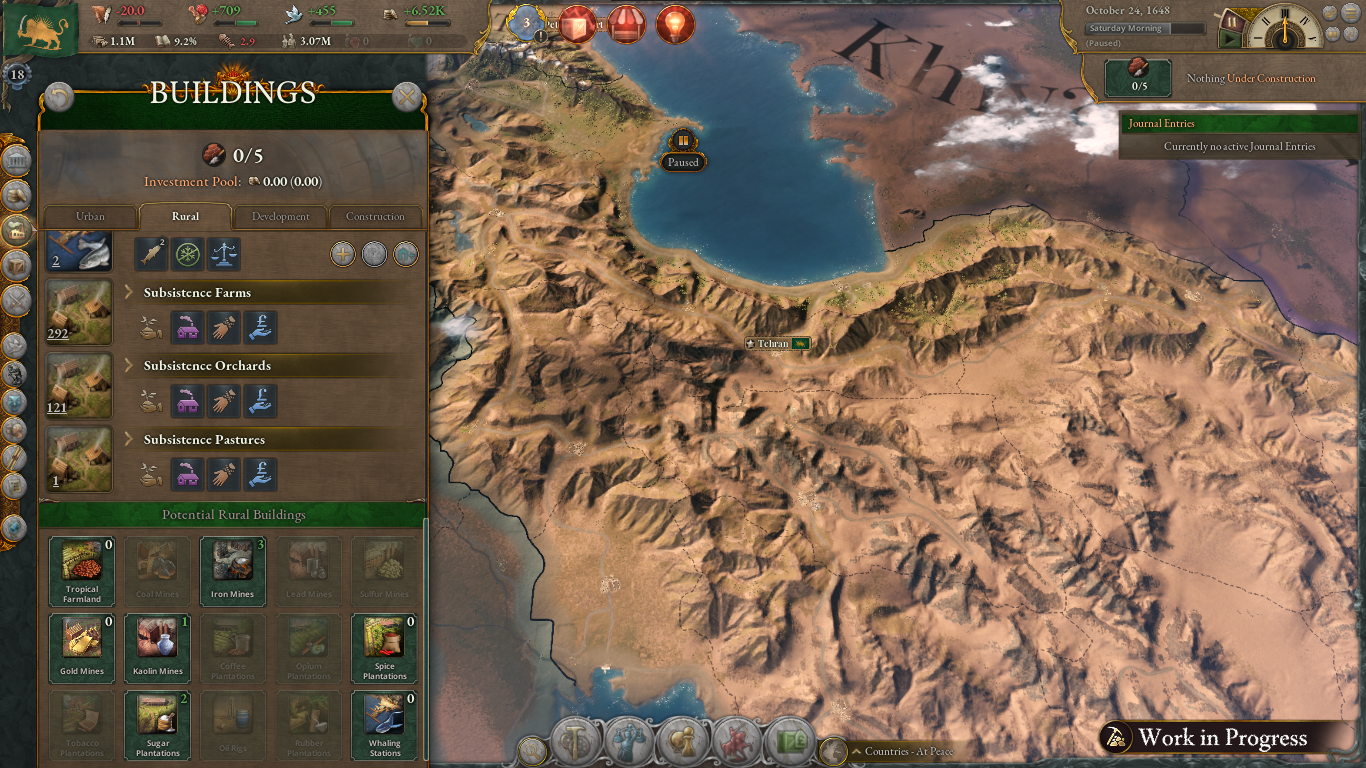 -20.0
+709
+455
+6.52K
1.1M
9.2%
2.9
3.07M
0
0
18
3
October 24, 1648
Saturday Morning
(Paused)
0/5
Nothing Under Construction
Journal Entries
Currently no active Journal Entries
BUILDINGS
0/5
Investment Pool: 0.00 (0.00)
Urban
Rural
Development
Construction
2
2
Subsistence Farms
292
Subsistence Orchards
121
Subsistence Pastures
1
Potential Rural Buildings
0
Tropical
Farmland
Coal Mines
3
Iron Mines
Lead Mines
Sulfur Mines
0
Gold Mines
1
Kaolin Mines
Coffee
Plantations
Opium
Plantations
0
Spice
Plantations
Tobacco
Plantations
2
Sugar
Plantations
Oil Rigs
Rubber
Plantations
0
Whaling
Stations
Paused
Tehran
Countries - At Peace
Work in Progress